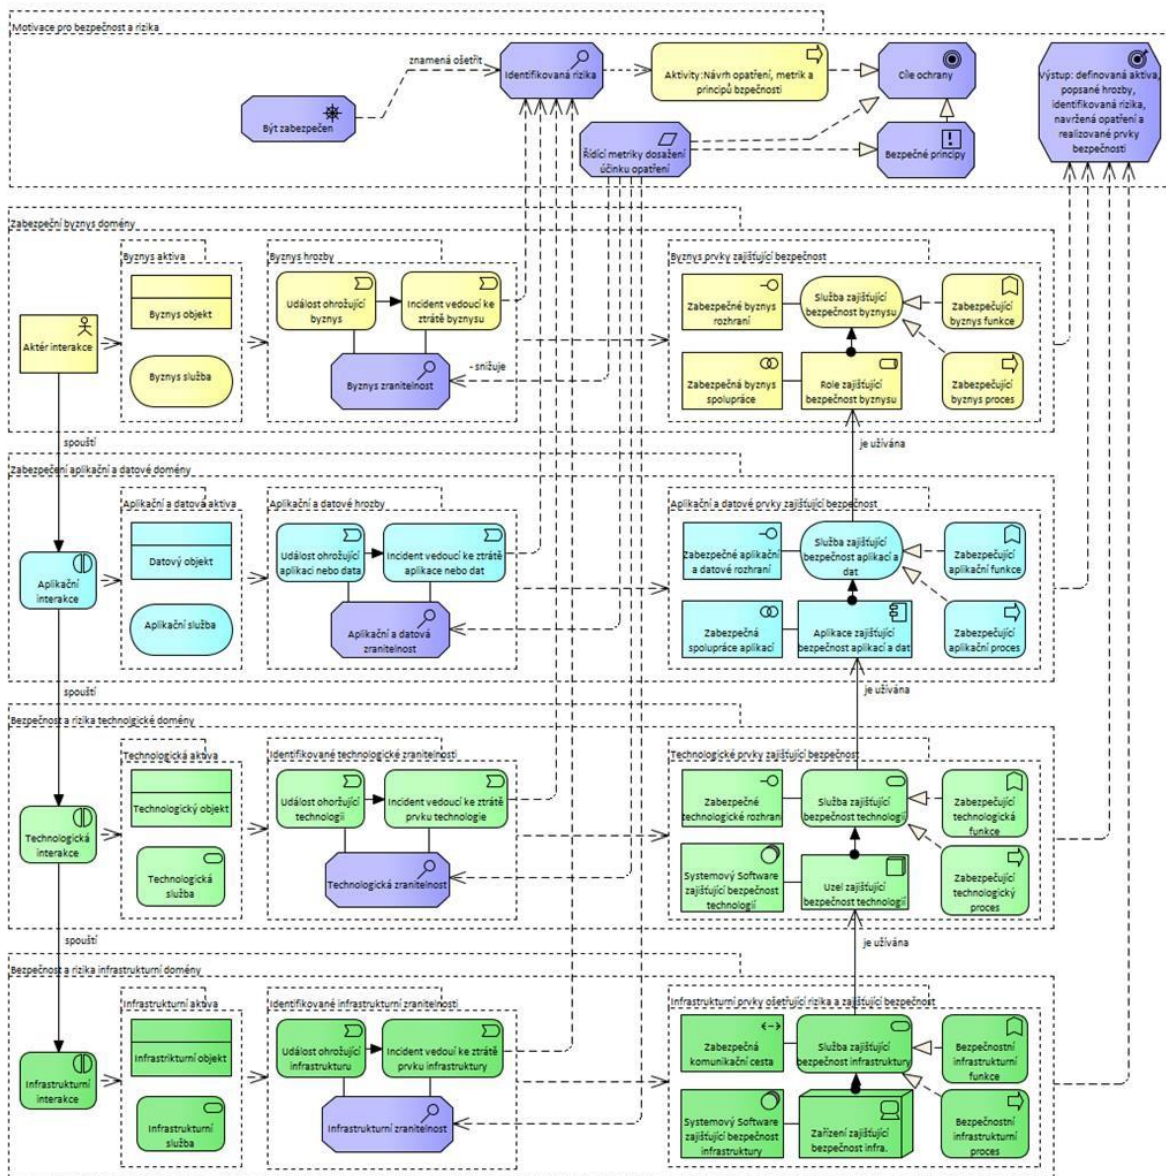 Motivace pro bezpečnost a rizika
znamená ošetřit
Být zabezpečen
Identifikovaná rizika
Aktivity:Návrh opatření, metrik a
principů bzpečnosti
Cíle ochrany
Řídící metriky dosažení
účinku opatření
Bezpečné principy
výstup: definovaná aktiva,
popsané hrozby,
identifikovaná rizika,
navržená opatření a
realizované prvky
bezpečnosti
Zabezpeční byznys domény
Aktér interakce
Byznys aktiva
Byznys objekt
Byznys služba
Byznys hrozby
Událost ohrožující
byznys
Incident vedoucí ke
ztrátě byznysu
Byznys zranitelnost
- snižuje
Byznys prvky zajišťující bezpečnost
Zabezpečné byznys
rozhraní
Služba zajišťující
bezpečnost byznysu
Zabezpečující
byznys funkce
Zabezpečná byznys
spolupráce
Role zajišťující
bezpečnost byznysu
Zabezpečující
byznys proces
spouští
je užívána
Zabezpečení aplikační a datové domény
Aplikační
interakce
Aplikační a datová aktiva
Datový objekt
Aplikační služba
Aplikační a datové hrozby
Událost ohrožující
aplikaci nebo data
Incident vedoucí ke ztrátě
aplikace nebo dat
Aplikační a datová
zranitelnost
Aplikační a datové prvky zajišťující bezpečnost
Zabezpečné aplikační
a datové rozhraní
Služba zajišťující
bezpečnost aplikací a
dat
Zabezpečující
aplikační funkce
Zabezpečná
spolupráce aplikací
Aplikace zajišťující
bezpečnost aplikací a dat
Zabezpečující
aplikační proces
spouští
je užívána
Bezpečnost a rizika technolgické domény
Technologická
interakce
Technologická aktiva
Technologický objekt
Technologická
služba
Identifikované technologické zranitelnosti
Událost ohoržující
technologii
Incident vedoucí ke ztrátě
prvku technologie
Technologická zranitelnost
Technologické prvky zajišťující bezpečnost
Zabezpečné
technologické rozhraní
Služba zajišťující
bezpečnost technologií
Zabezpečující
technologická
funkce
Systemový Software
zajišťující bezpečnost
technologií
Uzel zajišťující
bezpečnost technologií
Zabezpečující
technologický
proces
spouští
je užívána
Bezpečnost a rizika infrastrukturní domény
Infrastrukturní
interakce
Infrastrukturní aktiva
Infrastrikturní objekt
Infrastrukturní
služba
Identifikované infrastrukturní zranitelnosti
Událost ohrožující
infrastrukturu
Incident vedoucí ke ztrátě
prvku infrastruktury
Infrastrukturní zranitelnost
Infrastrukturní prvky ošetřující rizika a zajišťující bezpečnost
Zabezpečná
komunikační cesta
Služba zajišťující
bezpečnost infrastruktury
Bezpečnostní
infrastrukturní
funkce
Systemový Software
zajišťující bezpečnost
infrastruktury
Zařízení zajišťující
bezpečnost infra.
Bezpečnostní
infrastrukturní
proces